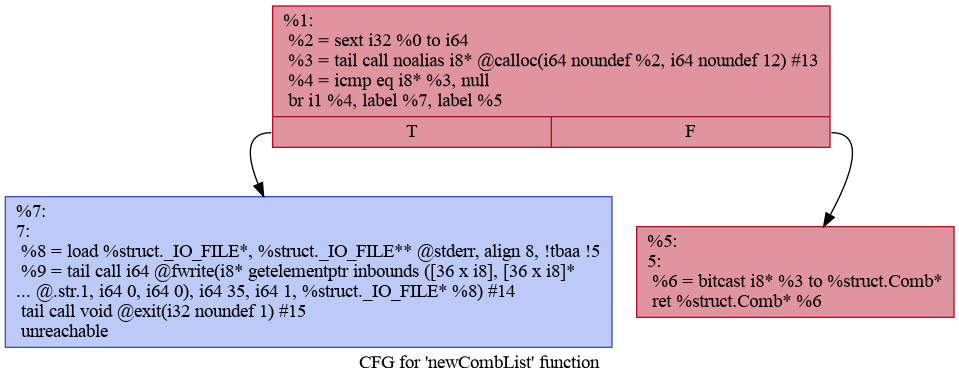 %1:
%2 = sext i32 %0 to i64
%3 = tail call noalias i8* @calloc(i64 noundef %2, i64 noundef 12) #13
%4 = icmp eq i8* %3, null
br i1 %4, label %7, label %5
T F
%7:
7:
%8 = load %struct._IO_FILE*, %struct._IO_FILE** @stderr, align 8, !tbaa !5
%9 = tail call i64 @fwrite(i8* getelementptr inbounds ([36 x i8], [36 x i8]*
... @.str.1, i64 0, i64 0), i64 35, i64 1, %struct._IO_FILE* %8) #14
tail call void @exit(i32 noundef 1) #15
unreachable
%5:
5:
%6 = bitcast i8* %3 to %struct.Comb*
ret %struct.Comb* %6
CFG for 'newCombList' function